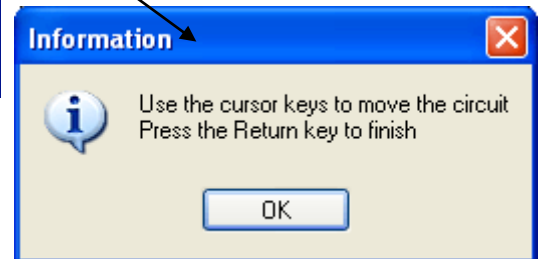 Information
Use the cursor keys to move the circuit
Press the Return key to finish
OK